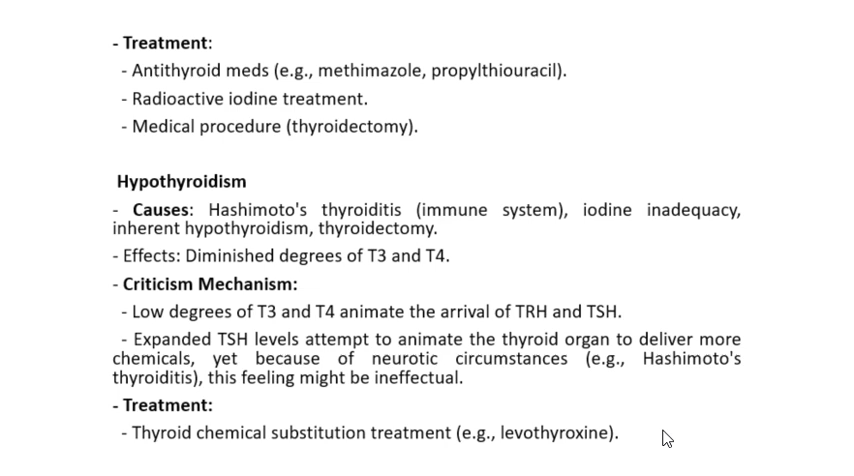 - Treatment:
- Antithyroid meds (e.g., methimazole, propylthiouracil).
- Radioactive iodine treatment.
- Medical procedure (thyroidectomy).
Hypothyroidism
- Causes: Hashimoto's thyroiditis (immune system), iodine inadequacy,
inherent hypothyroidism, thyroidectomy.
- Effects: Diminished degrees of T3 and T4.
- Criticism Mechanism:
- Low degrees of T3 and T4 animate the arrival of TRH and TSH.
- Expanded TSH levels attempt to animate the thyroid organ to deliver more
chemicals, yet because of neurotic circumstances (e.g., Hashimoto's
thyroiditis), this feeling might be ineffectual.
- Treatment:
- Thyroid chemical substitution treatment (e.g., levothyroxine).